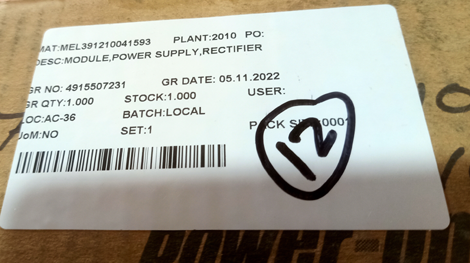 MAT:MEL391210041593 PLANT:2010 PO:
DESC:MODULE,POWER SUPPLY,RECTIFIER
GR NO: 4915507231 GR DATE: 05.11.2022
GR QTY:1.000 STOCK:1.000 USER:
LOC:AC-36 BATCH:LOCAL
UoM:NO SET:1
12
power-